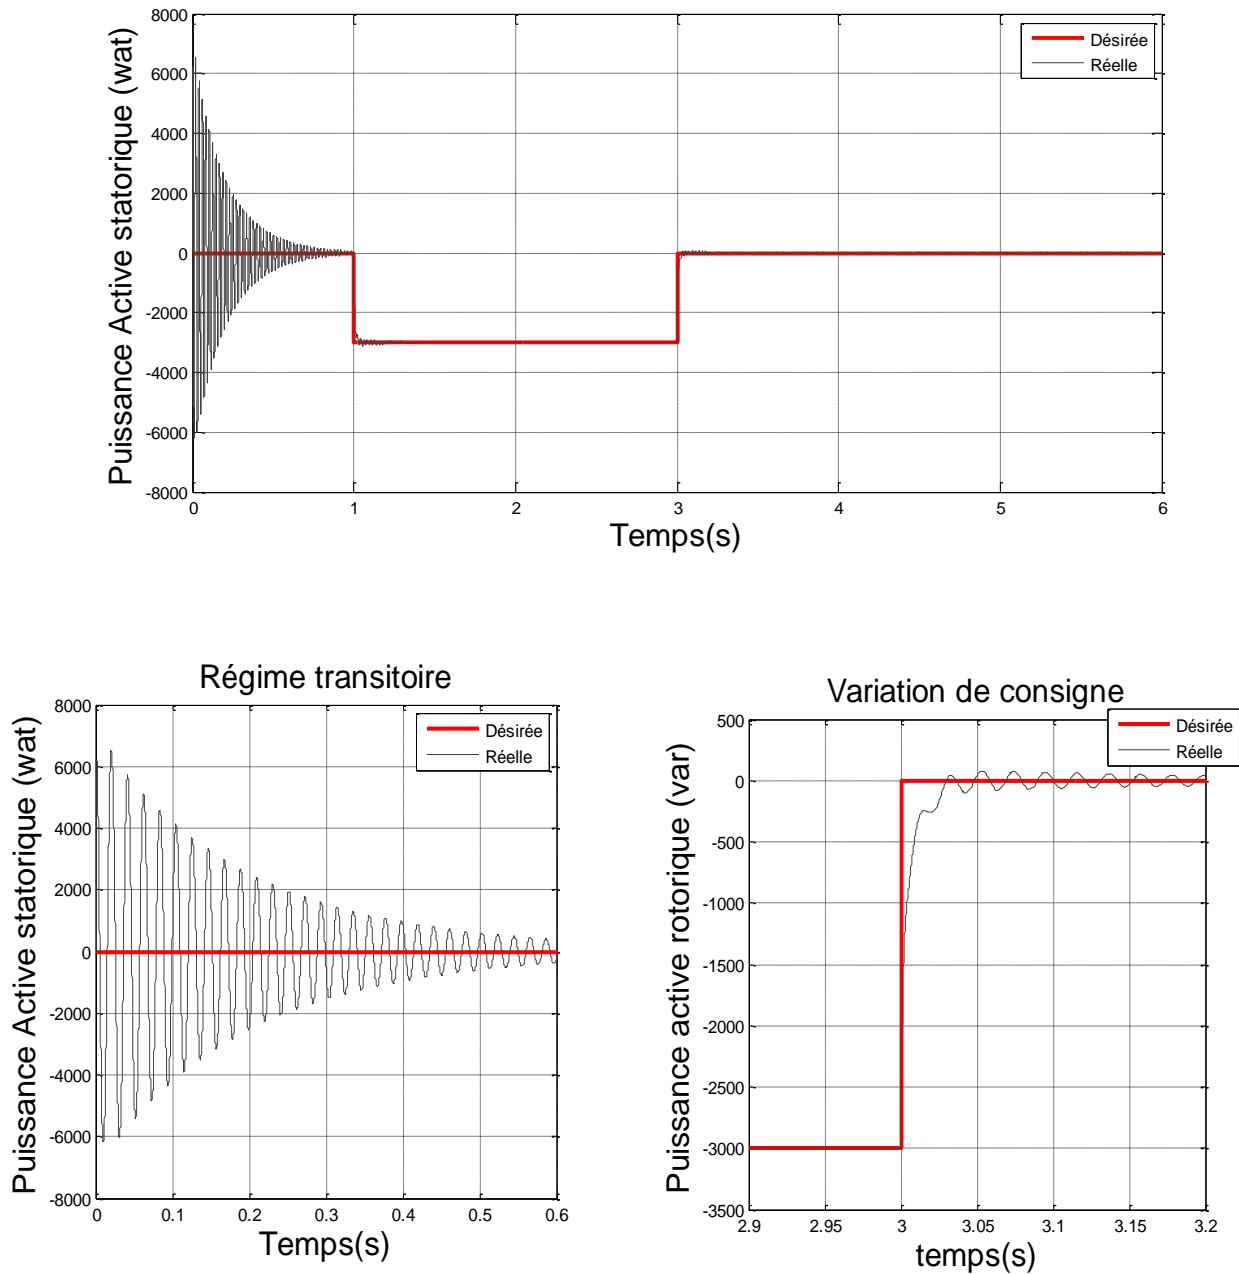 Puissance Active statorique (wat)
8000
6000
4000
2000
0
-2000
-4000
-6000
-8000
Désirée
Réelle
0 1 2 3 4 5 6
Temps(s)
Régime transitoire
Puissance Active statorique (wat)
8000
6000
4000
2000
0
-2000
-4000
-6000
-8000
Désirée
Réelle
0 0.1 0.2 0.3 0.4 0.5 0.6
Temps(s)
Variation de consigne
Puissance active rotorique (var)
500
0
-500
-1000
-1500
-2000
-2500
-3000
-3500
Désirée
Réelle
2.9 2.95 3 3.05 3.1 3.15 3.2
temps(s)